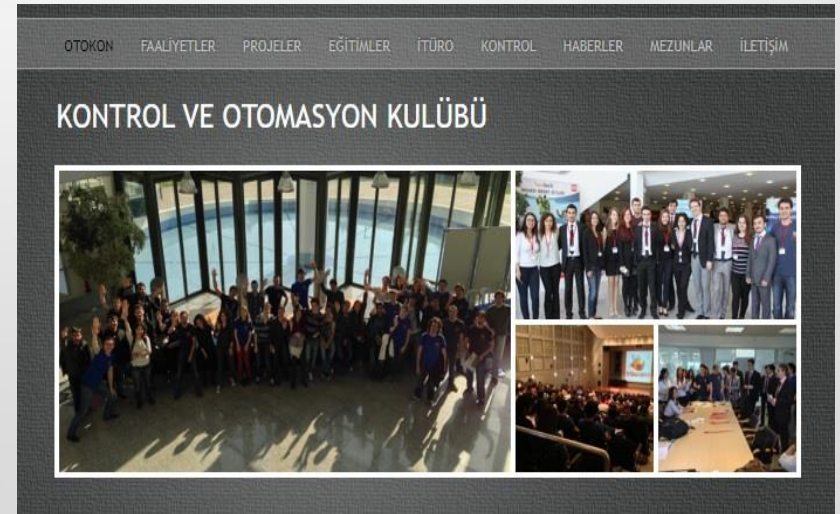 OTOKON FAALİYETLER PROJELER EĞİTİMLER İTÜRO KONTROL HABERLER MEZUNLAR İLETİŞİM
KONTROL VE OTOMASYON KULÜBÜ